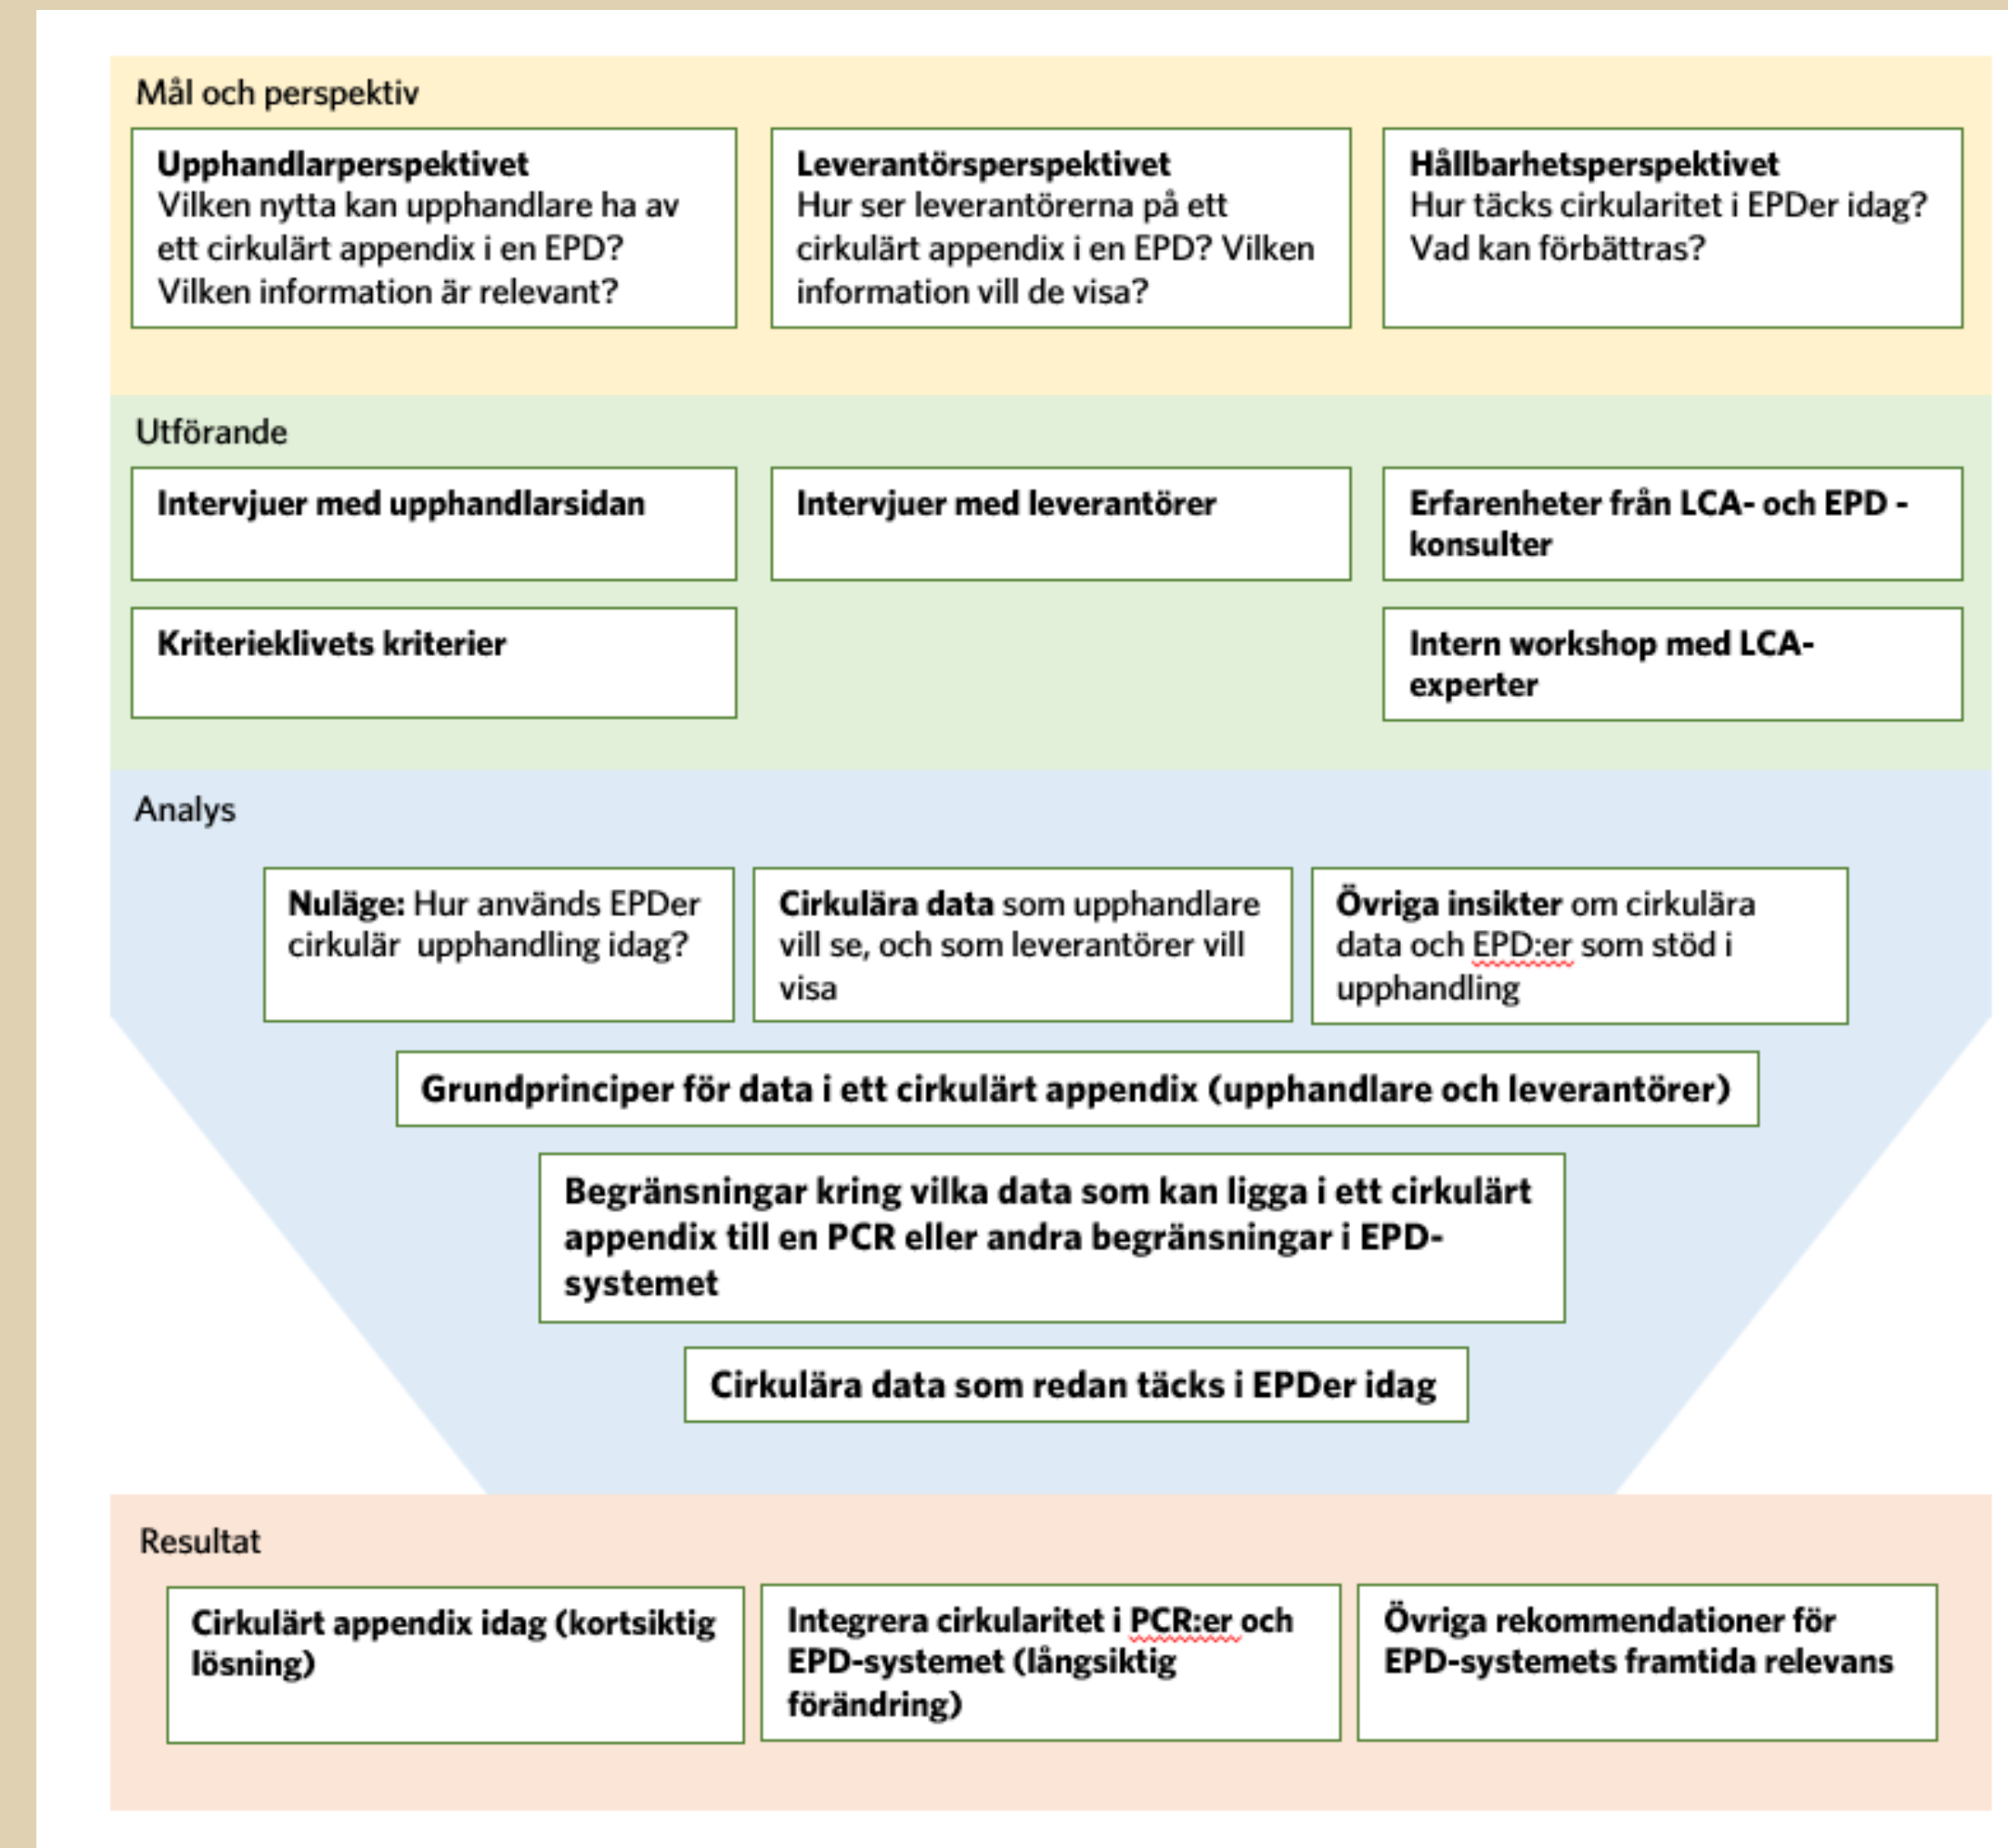 Mål och perspektiv
Upphandlarperspektivet
Vilken nytta kan upphandlare ha av
ett cirkulärt appendix i en EPD?
Vilken information är relevant?
Leverantörsperspektivet
Hur ser leverantörerna på ett
cirkulärt appendix i en EPD? Vilken
information vill de visa?
Hållbarhetsperspektivet
Hur täcks cirkularitet i EPDer idag?
Vad kan förbättras?
Utförande
Intervjuer med upphandlarsidan
Intervjuer med leverantörer
Erfarenheter från LCA- och EPD -
konsulter
Kriterieklivets kriterier
Intern workshop med LCA-
experter
Analys
Nuläge: Hur används EPDer
cirkulär  upphandling idag?
Cirkulära data som upphandlare
vill se, och som leverantörer vill
visa
Övriga insikter om cirkulära
data och EPD:er som stöd i
upphandling
Grundprinciper för data i ett cirkulärt appendix (upphandlare och leverantörer)
Begränsningar kring vilka data som kan ligga i ett cirkulärt
appendix till en PCR eller andra begränsningar i EPD-
systemet
Cirkulära data som redan täcks i EPDer idag
Resultat
Cirkulärt appendix idag (kortsiktig
lösning)
Integrera cirkularitet i PCR:er och
EPD-systemet (långsiktig
förändring)
Övriga rekommendationer för
EPD-systemets framtida relevans